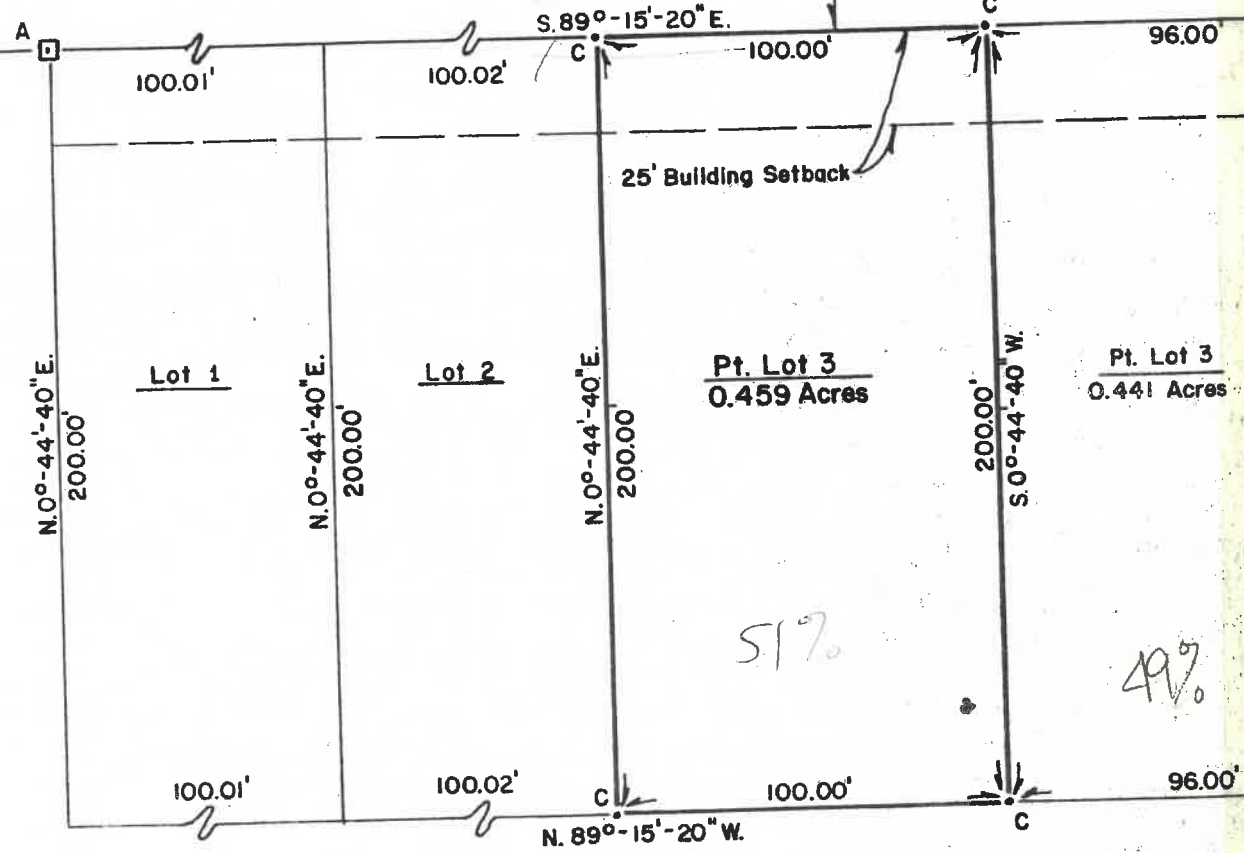 A
S.89°-15'-20"E.
C
C
100.01'
100.02'
100.00'
96.00'
25' Building Setback
N.0°-44'-40"E.
200.00'
Lot 1
N.0°-44'-40"E.
200.00'
Lot 2
N.0°-44'-40"E.
200.00
Pt. Lot 3
0.459 Acres
200.00'
S.0°-44'-40"W.
Pt. Lot 3
0.441 Acres
51%
49%
100.01'
100.02'
C
100.00'
96.00'
C
N. 89°-15'-20"W.